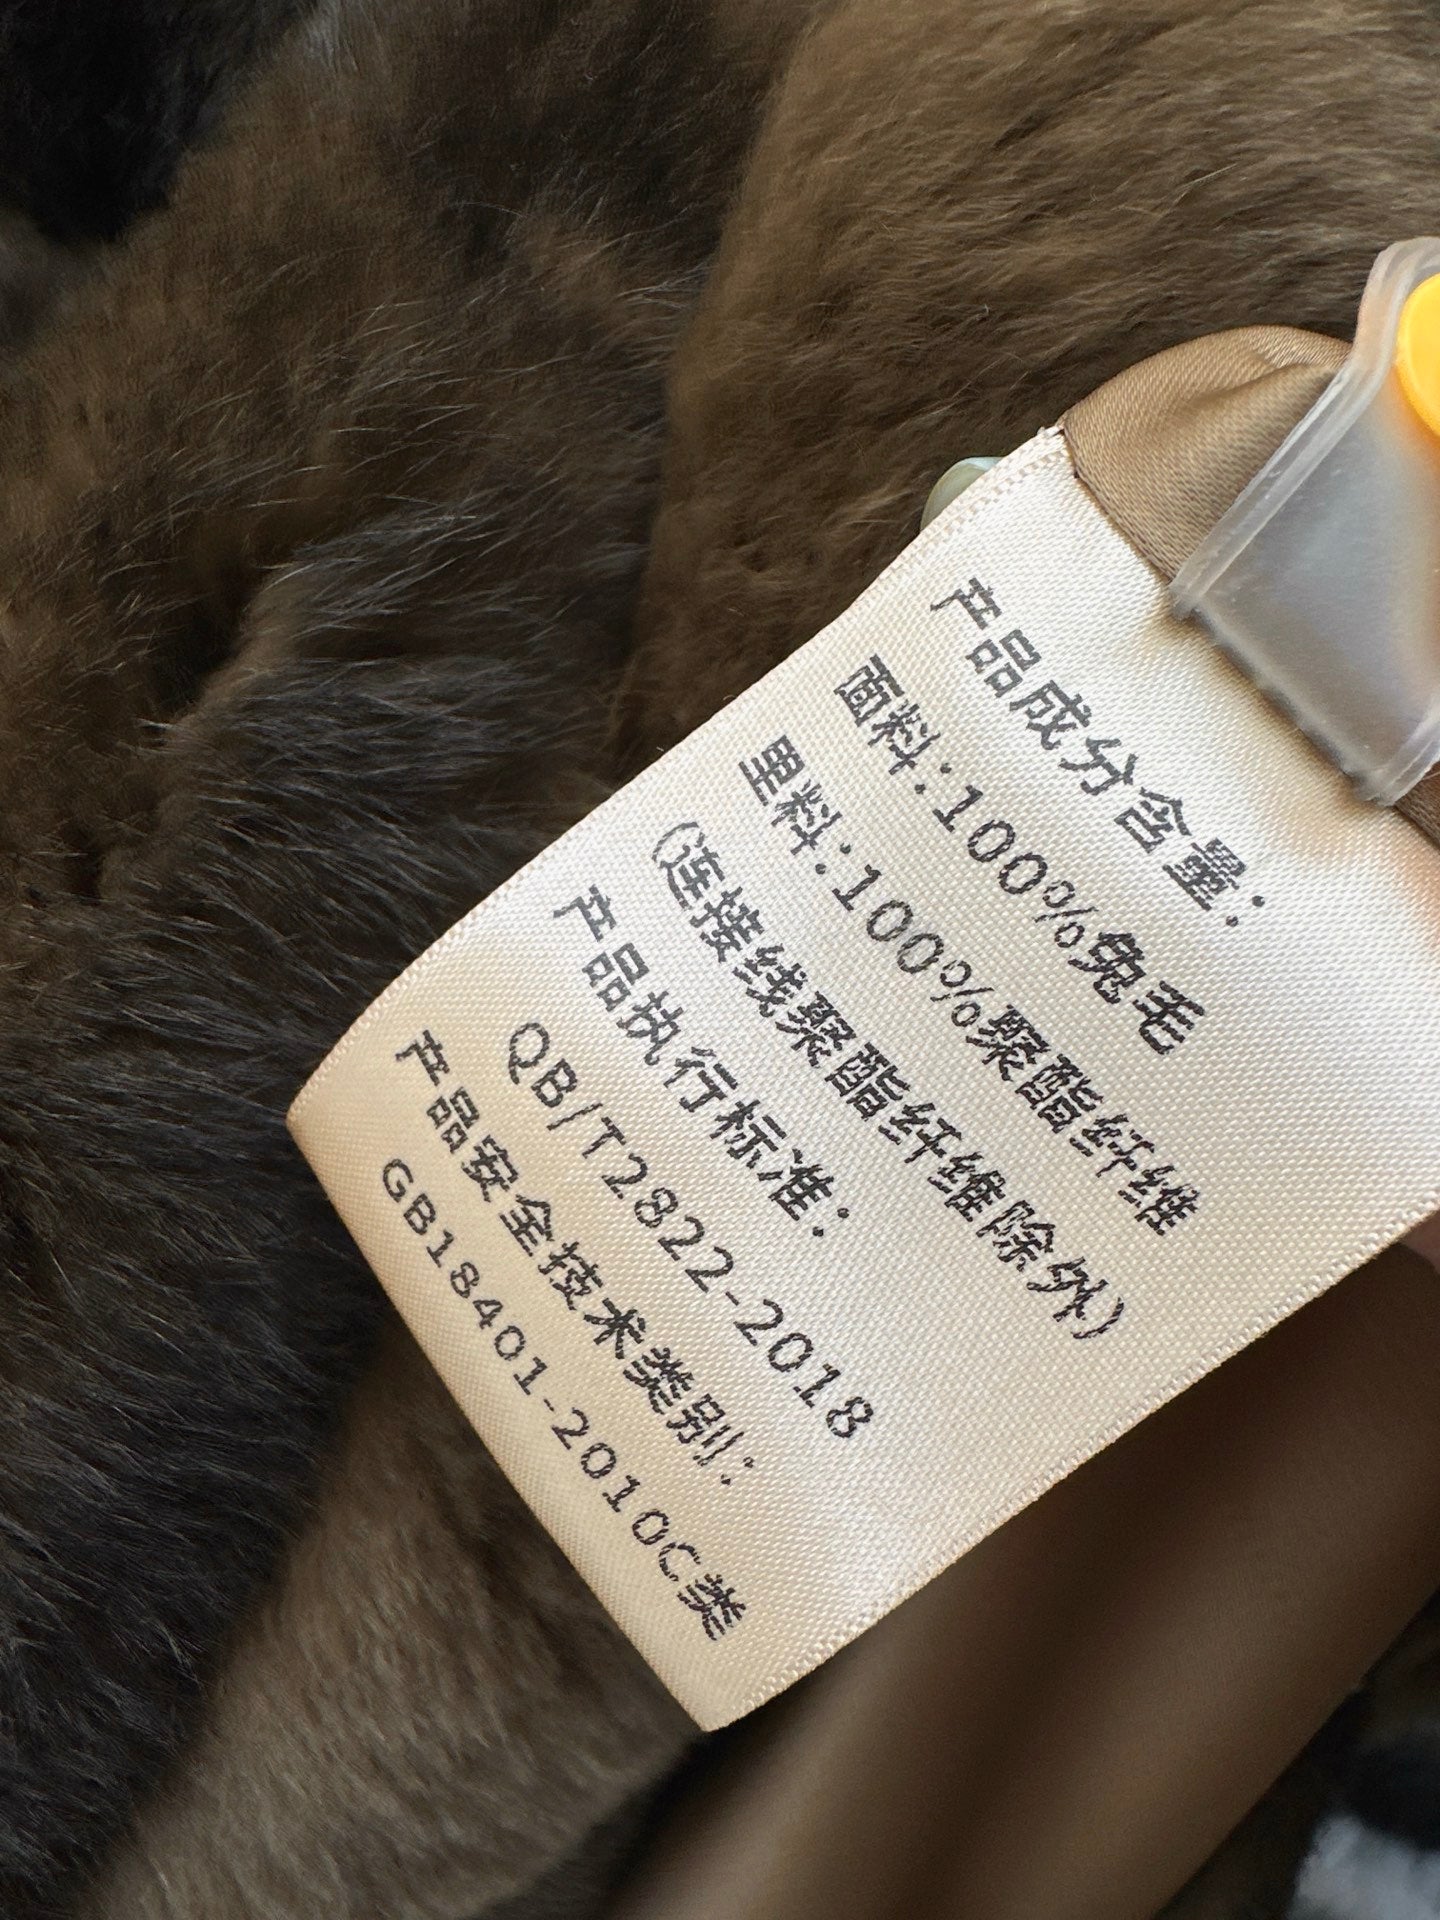 产品成分含量：
面料：100%兔毛
里料：100%聚酯纤维
（连接线聚酯纤维除外）
产品执行标准：
QB/T2822-2018
产品安全技术类别：
GB18401-2010C类